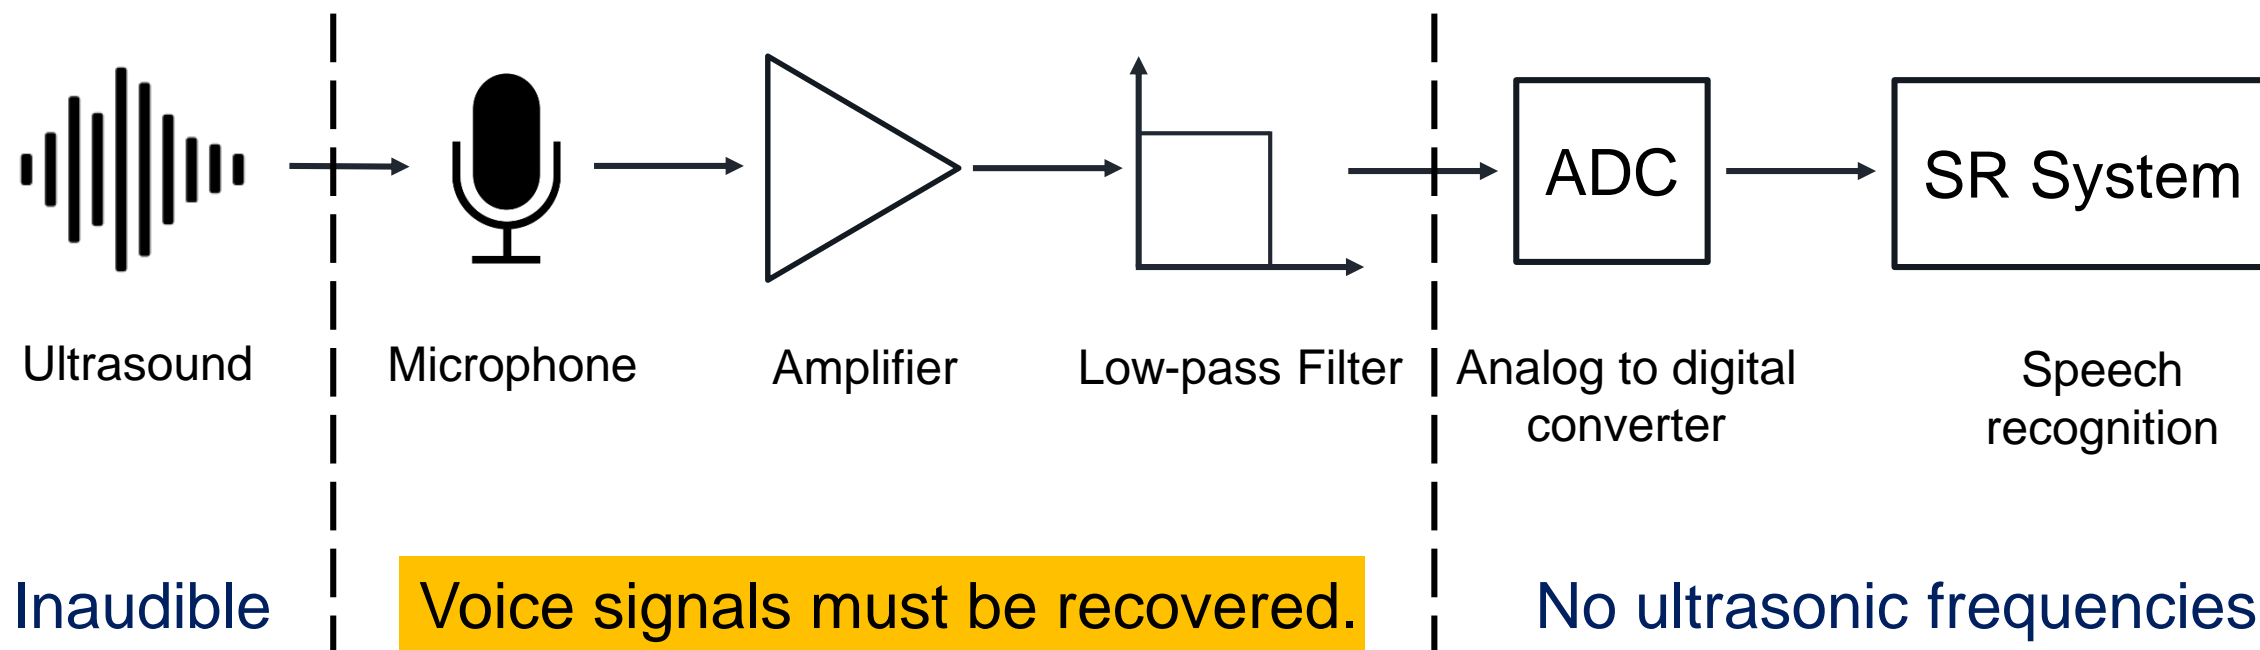 ADC
SR System
Ultrasound
Microphone
Amplifier
Low-pass Filter
Analog to digital
converter
Speech
recognition
Inaudible
Voice signals must be recovered.
No ultrasonic frequencies